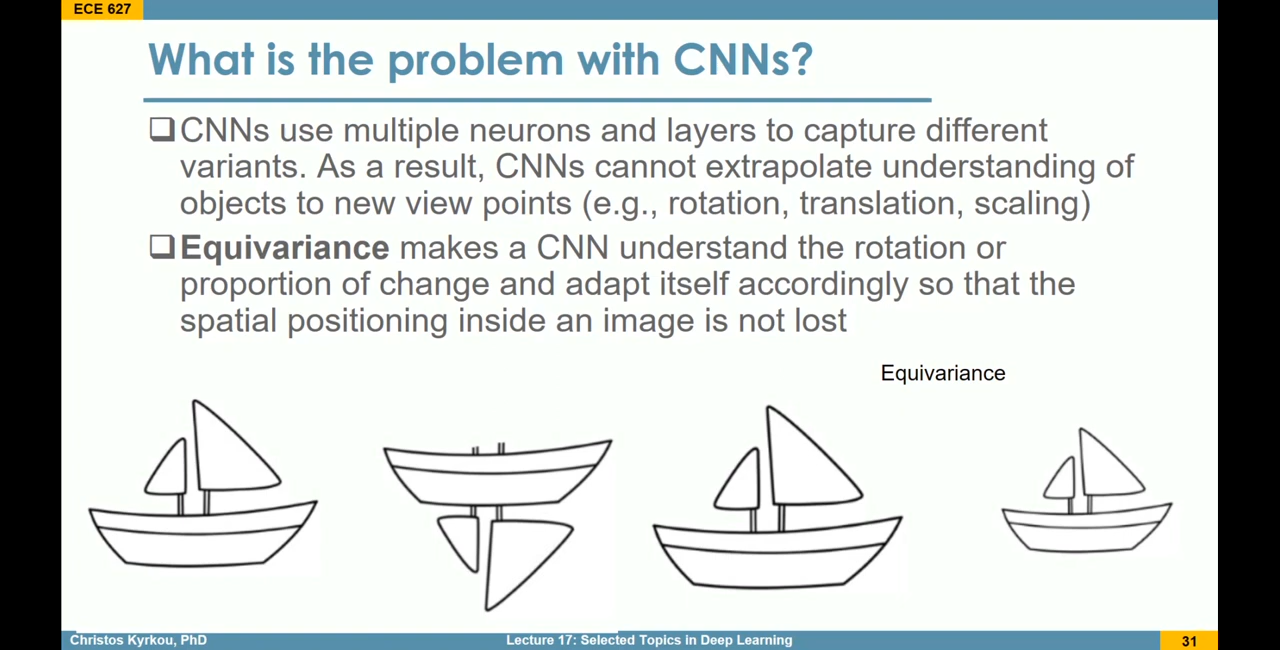 ECE 627
What is the problem with CNNs?
❑CNNs use multiple neurons and layers to capture different
variants. As a result, CNNs cannot extrapolate understanding of
objects to new view points (e.g., rotation, translation, scaling)
❑Equivariance makes a CNN understand the rotation or
proportion of change and adapt itself accordingly so that the
spatial positioning inside an image is not lost
Equivariance
Christos Kyrkou, PhD
Lecture 17: Selected Topics in Deep Learning
31